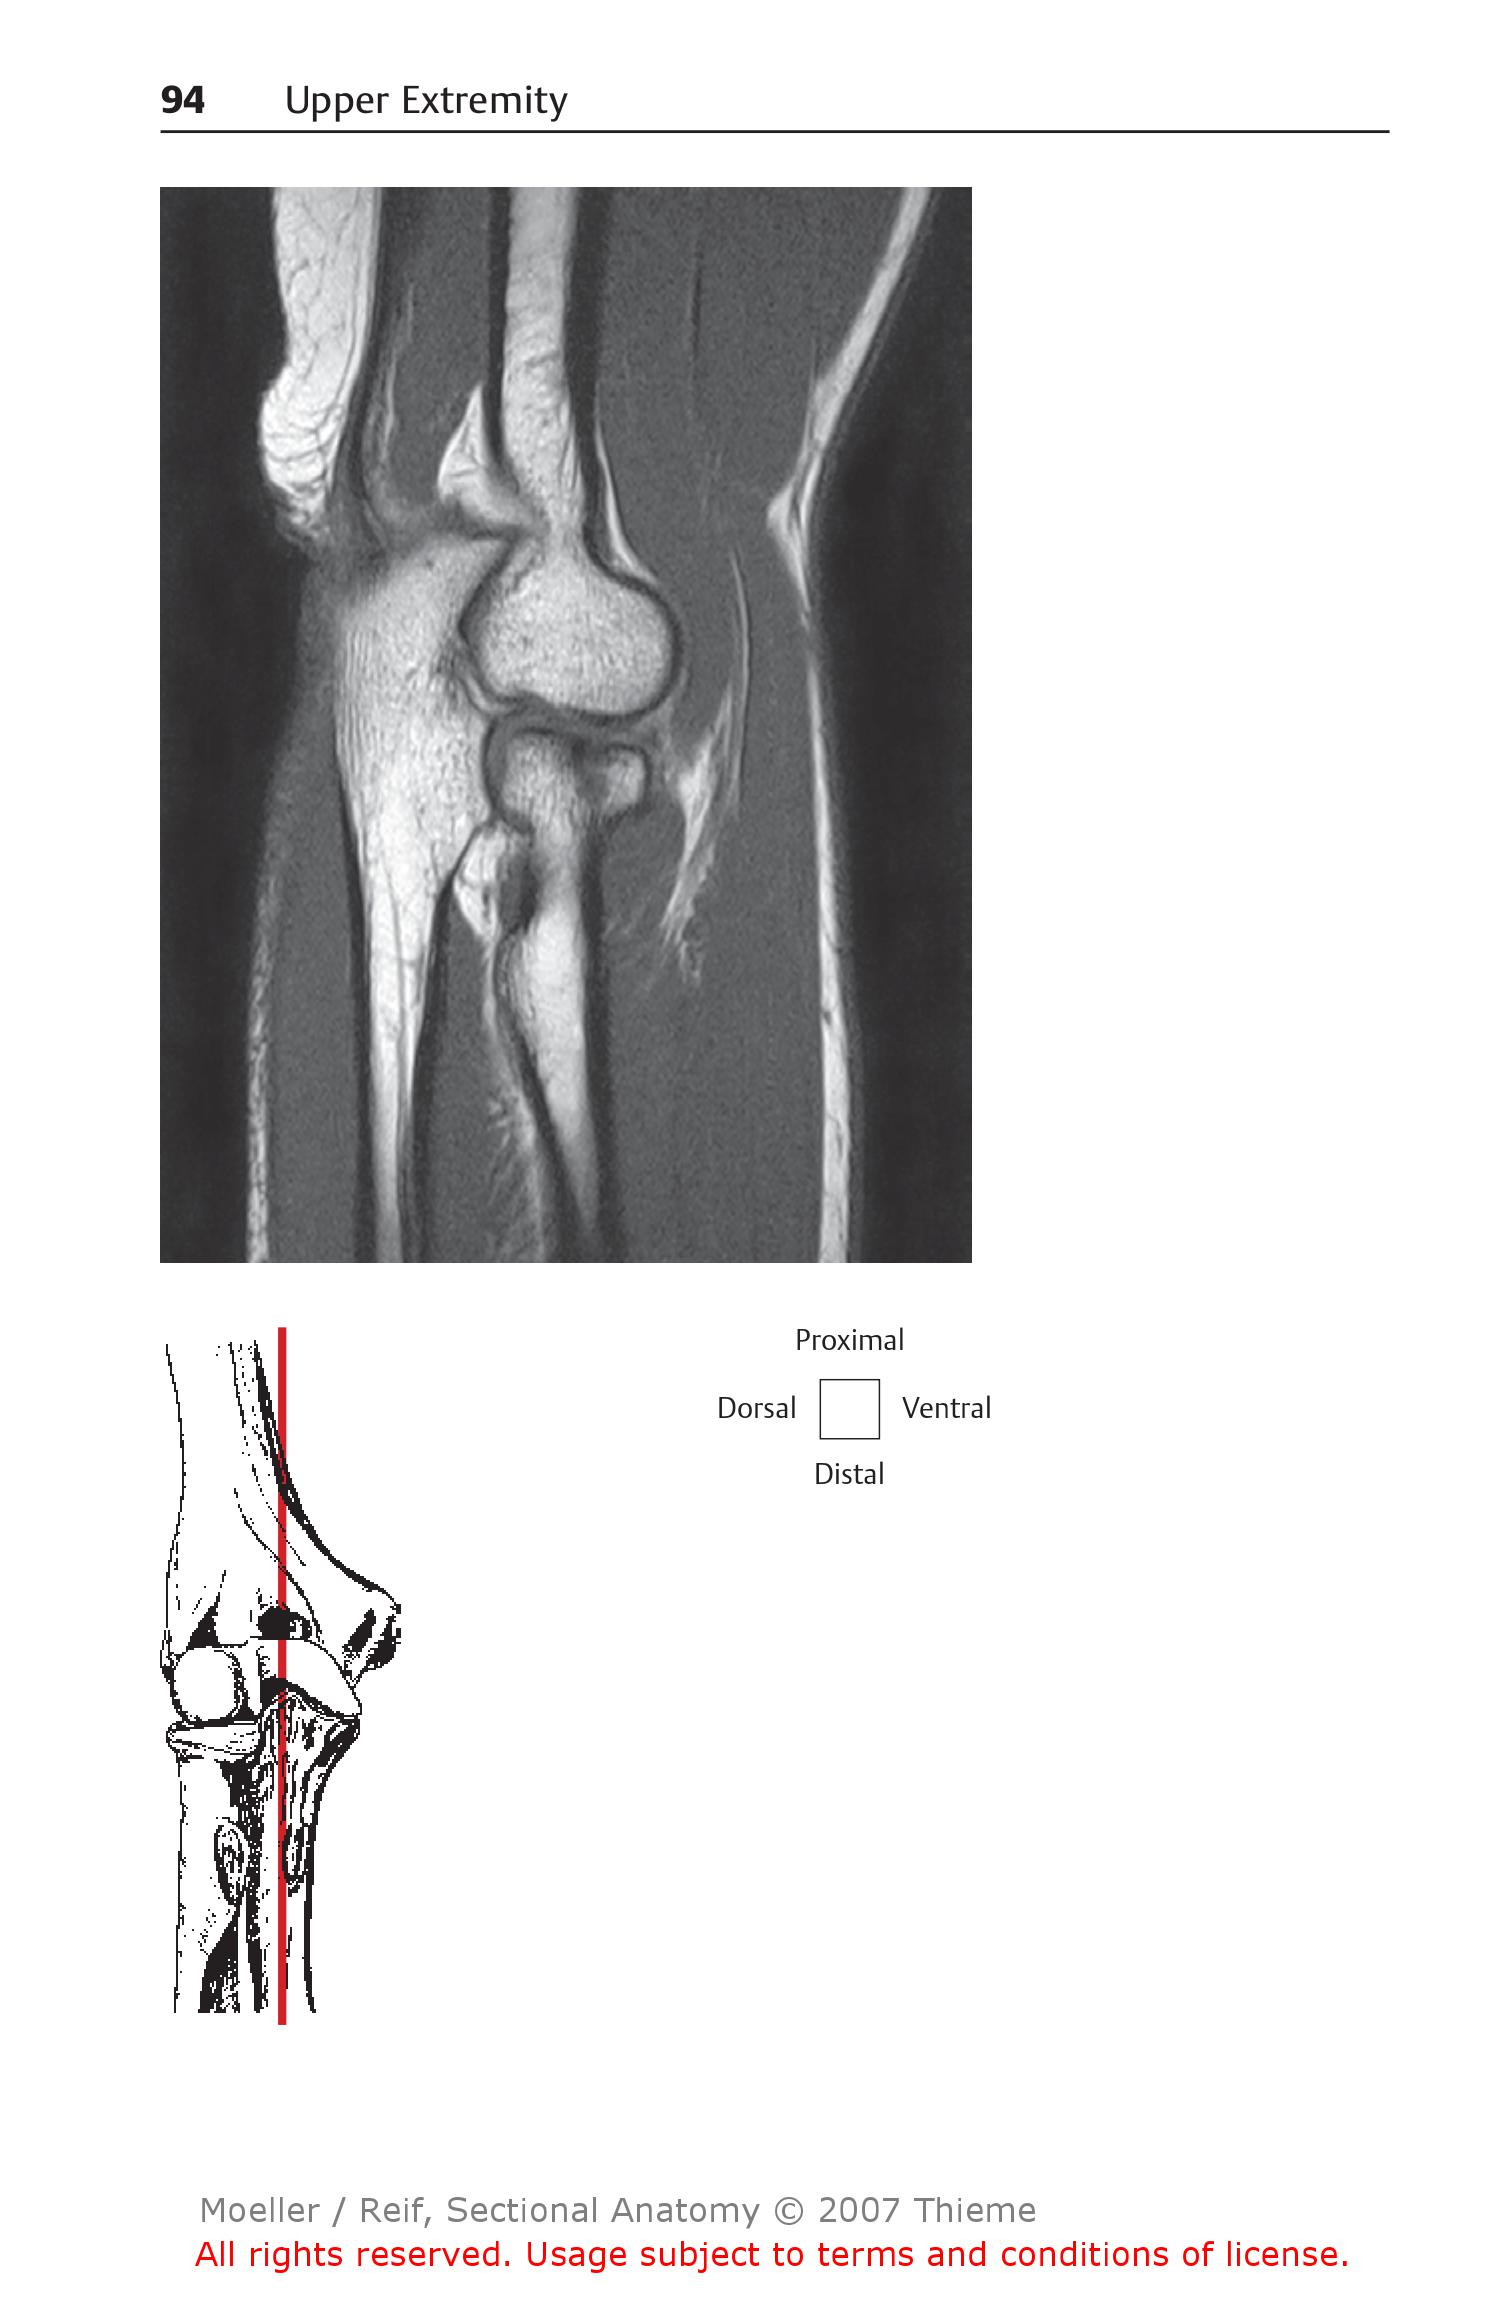 94 Upper Extremity
Proximal
Dorsal Ventral
Distal
Moeller / Reif, Sectional Anatomy © 2007 Thieme
All rights reserved. Usage subject to terms and conditions of license.